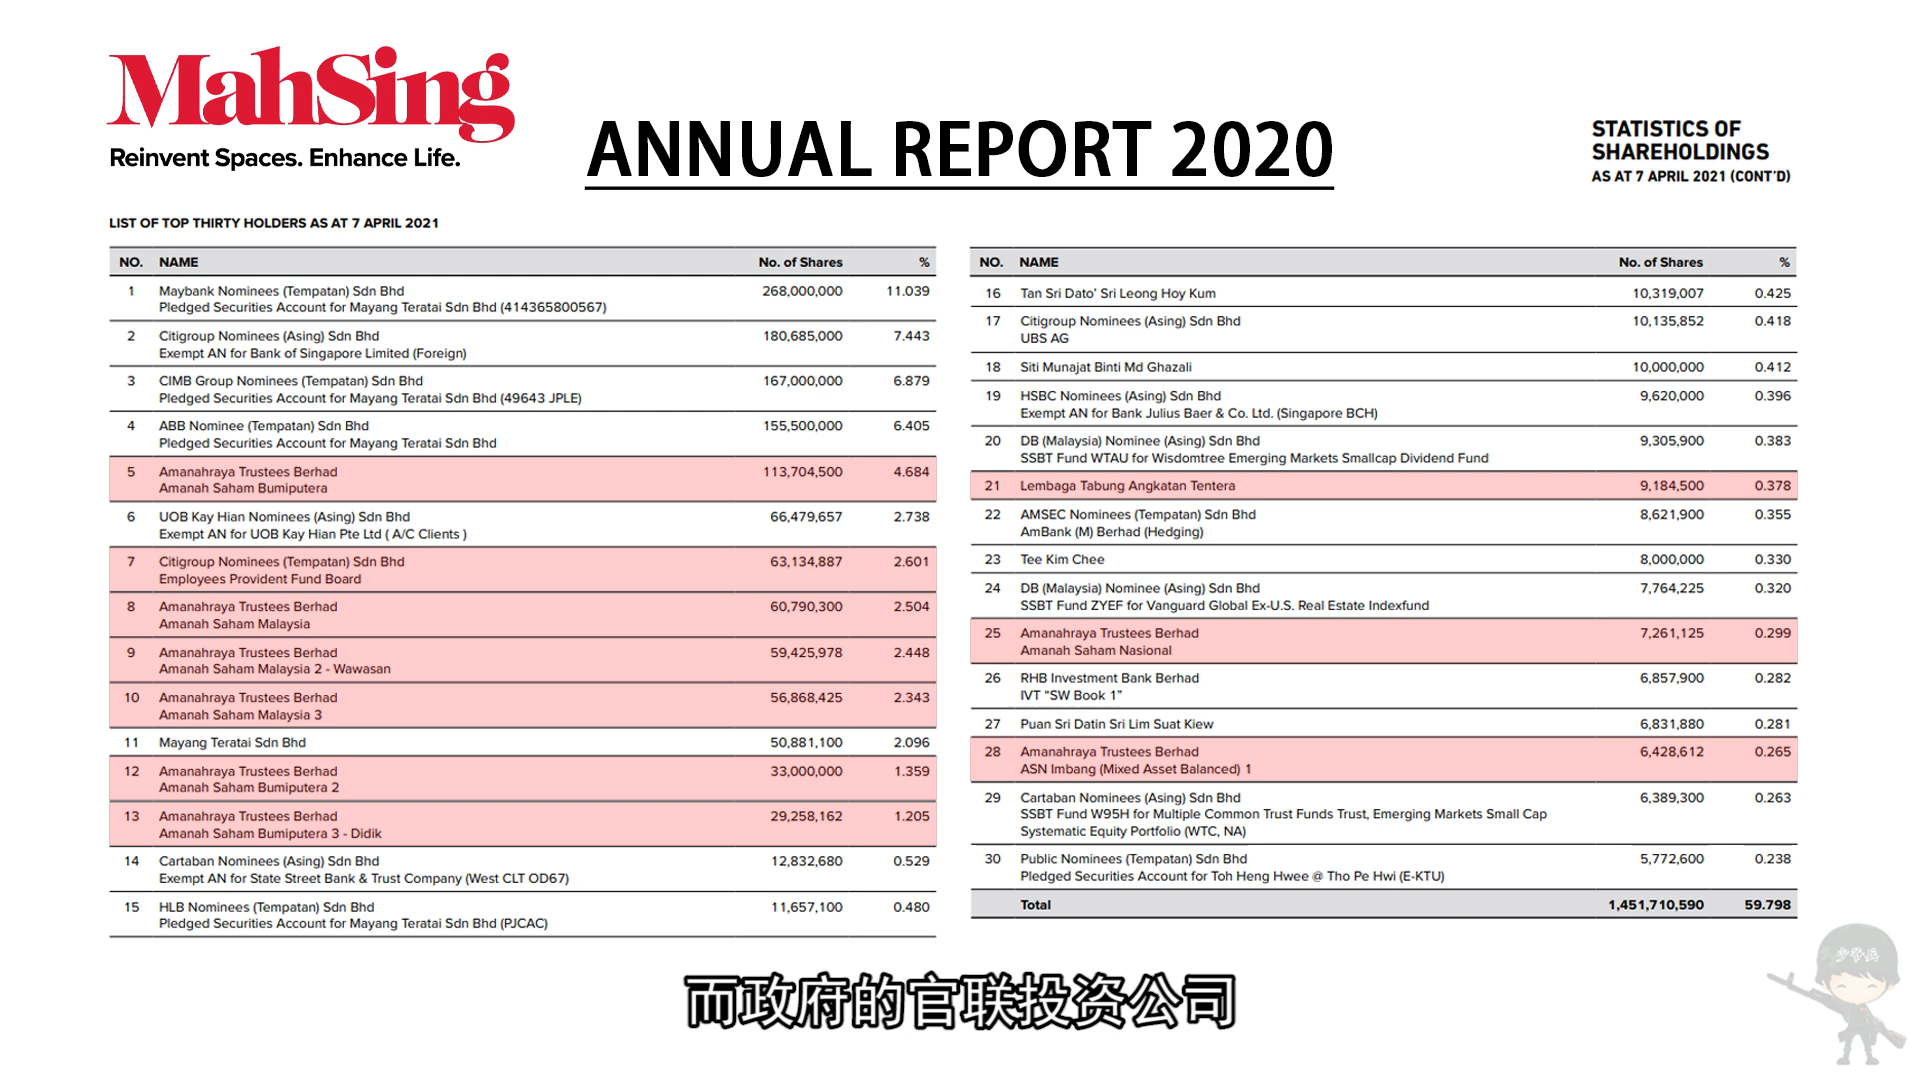 MahSing
Reinvent Spaces. Enhance Life.
ANNUAL REPORT 2020
STATISTICS OF
SHAREHOLDINGS
AS AT 7 APRIL 2021 (CONT'D)
LIST OF TOP THIRTY HOLDERS AS AT 7 APRIL 2021
NO. NAME No. of Shares %
1 Maybank Nominees (Tempatan) Sdn Bhd 268,000,000 11.039
Pledged Securities Account for Mayang Teratai Sdn Bhd (414365800567)
2 Citigroup Nominees (Asing) Sdn Bhd 180,685,000 7.443
Exempt AN for Bank of Singapore Limited (Foreign)
3 CIMB Group Nominees (Tempatan) Sdn Bhd 167,000,000 6.879
Pledged Securities Account for Mayang Teratai Sdn Bhd (49643 JPLE)
4 ABB Nominee (Tempatan) Sdn Bhd 155,500,000 6.405
Pledged Securities Account for Mayang Teratai Sdn Bhd
5 Amanahraya Trustees Berhad 113,704,500 4.684
Amanah Saham Bumiputera
6 UOB Kay Hian Nominees (Asing) Sdn Bhd 66,479,657 2.738
Exempt AN for UOB Kay Hian Pte Ltd ( A/C Clients )
7 Citigroup Nominees (Tempatan) Sdn Bhd 63,134,887 2.601
Employees Provident Fund Board
8 Amanahraya Trustees Berhad 60,790,300 2.504
Amanah Saham Malaysia
9 Amanahraya Trustees Berhad 59,425,978 2.448
Amanah Saham Malaysia 2 - Wawasan
10 Amanahraya Trustees Berhad 56,868,425 2.343
Amanah Saham Malaysia 3
11 Mayang Teratai Sdn Bhd 50,881,100 2.096
12 Amanahraya Trustees Berhad 33,000,000 1.359
Amanah Saham Bumiputera 2
13 Amanahraya Trustees Berhad 29,258,162 1.205
Amanah Saham Bumiputera 3 - Didik
14 Cartaban Nominees (Asing) Sdn Bhd 12,832,680 0.529
Exempt AN for State Street Bank & Trust Company (West CLT OD67)
15 HLB Nominees (Tempatan) Sdn Bhd 11,657,100 0.480
Pledged Securities Account for Mayang Teratai Sdn Bhd (PJCAC)
NO. NAME No. of Shares %
16 Tan Sri Dato' Sri Leong Hoy Kum 10,319,007 0.425
17 Citigroup Nominees (Asing) Sdn Bhd 10,135,852 0.418
UBS AG
18 Siti Munajat Binti Md Ghazali 10,000,000 0.412
19 HSBC Nominees (Asing) Sdn Bhd 9,620,000 0.396
Exempt AN for Bank Julius Baer & Co. Ltd. (Singapore BCH)
20 DB (Malaysia) Nominee (Asing) Sdn Bhd 9,305,900 0.383
SSBT Fund WTAU for Wisdomtree Emerging Markets Smallcap Dividend Fund
21 Lembaga Tabung Angkatan Tentera 9,184,500 0.378
22 AMSEC Nominees (Tempatan) Sdn Bhd 8,621,900 0.355
AmBank (M) Berhad (Hedging)
23 Tee Kim Chee 8,000,000 0.330
24 DB (Malaysia) Nominee (Asing) Sdn Bhd 7,764,225 0.320
SSBT Fund ZYEF for Vanguard Global Ex-U.S. Real Estate Indexfund
25 Amanahraya Trustees Berhad 7,261,125 0.299
Amanah Saham Nasional
26 RHB Investment Bank Berhad 6,857,900 0.282
IVT "SW Book 1"
27 Puan Sri Datin Sri Lim Suat Kiew 6,831,880 0.281
28 Amanahraya Trustees Berhad 6,428,612 0.265
ASN Imbang (Mixed Asset Balanced) 1
29 Cartaban Nominees (Asing) Sdn Bhd 6,389,300 0.263
SSBT Fund W95H for Multiple Common Trust Funds Trust, Emerging Markets Small Cap
Systematic Equity Portfolio (WTC, NA)
30 Public Nominees (Tempatan) Sdn Bhd 5,772,600 0.238
Pledged Securities Account for Toh Heng Hwee @ Tho Pe Hwi (E-KTU)
Total 1,451,710,590 59.798
而政府的官联投资公司